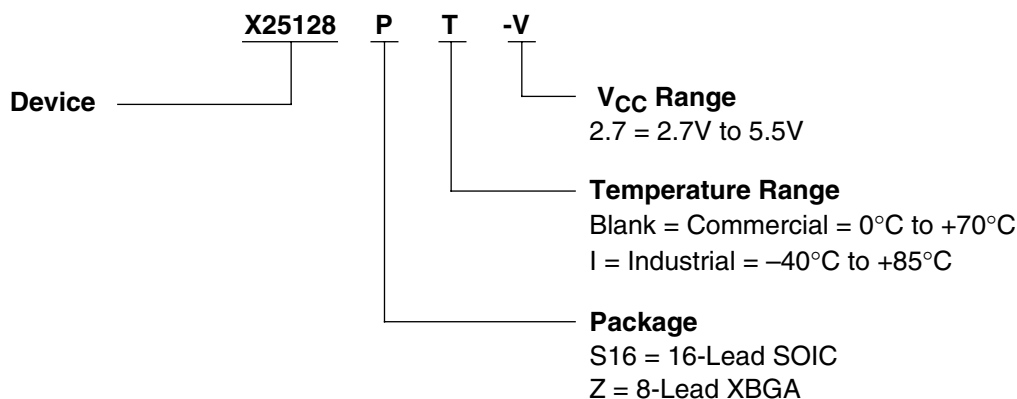 X25128 P T -V
Device
VCC Range
2.7 = 2.7V to 5.5V
Temperature Range
Blank = Commercial = 0°C to +70°C
I = Industrial = –40°C to +85°C
Package
S16 = 16-Lead SOIC
Z = 8-Lead XBGA